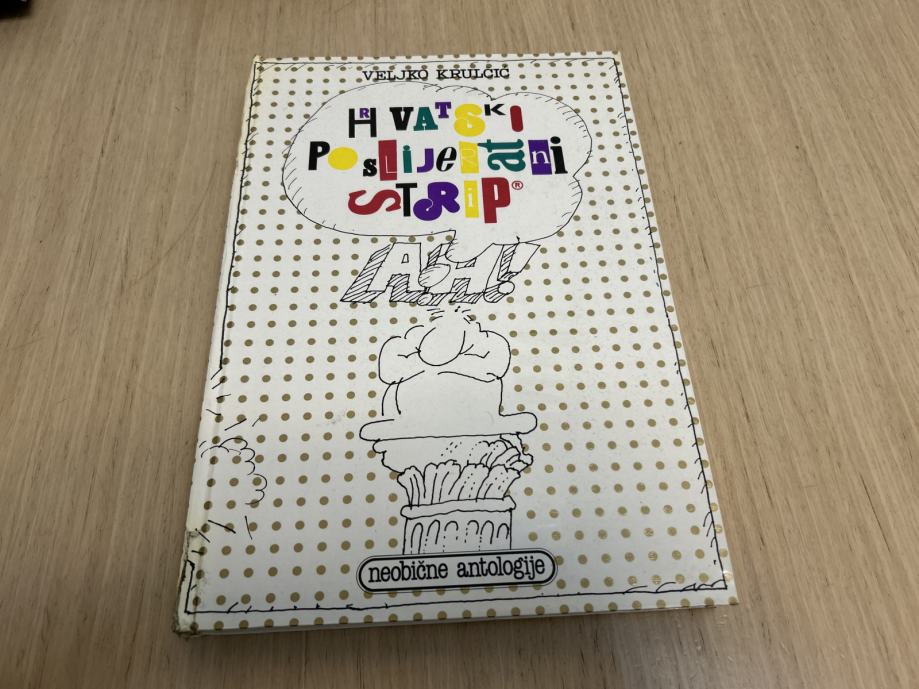 VELJKO KRULČIĆ
HRVATSKI
POSLIJERATNI
STRIP®
AH!
neobične antologije